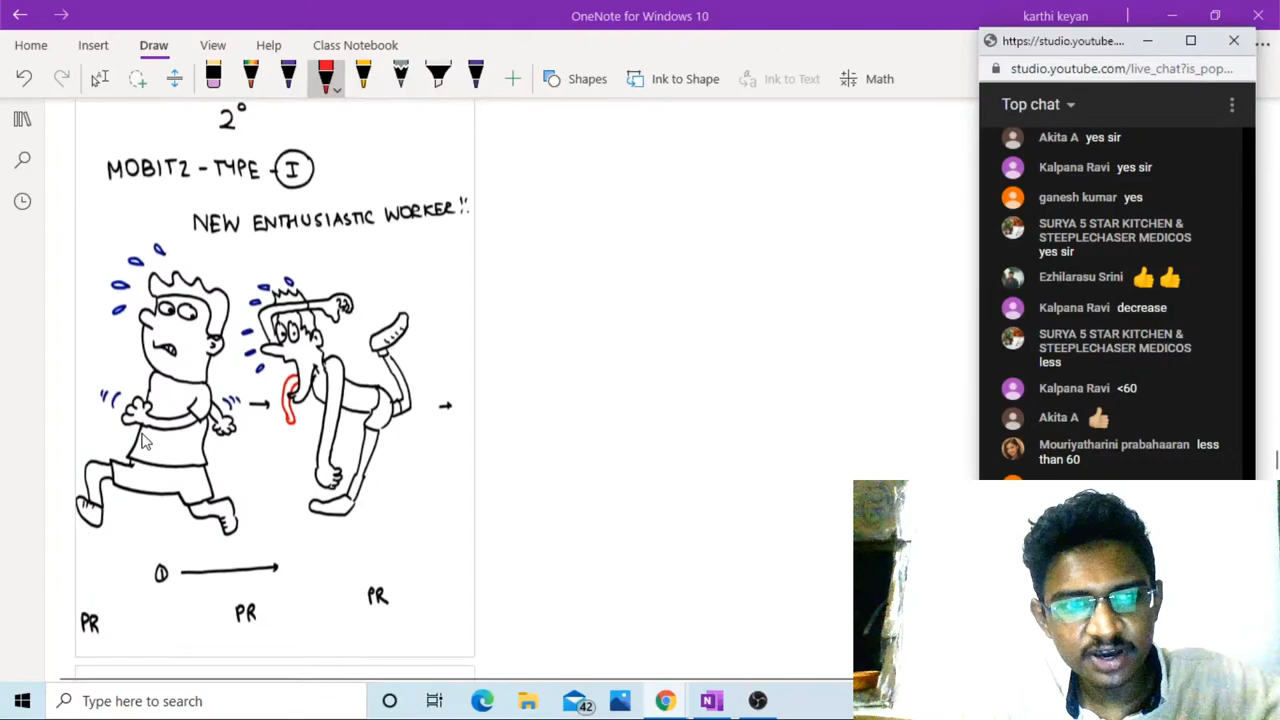 OneNote for Windows 10
karthi keyan
Home
Insert
Draw
View
Help
Class Notebook
Shapes
Ink to Shape
Ink to Text
Math
https://studio.youtube....
studio.youtube.com/live_chat?is_pop...
Top chat
Akita A yes sir
Kalpana Ravi yes sir
ganesh kumar yes
SURYA 5 STAR KITCHEN &
STEEPLECHASER MEDICOS
yes sir
Ezhilarasu Srini
Kalpana Ravi decrease
SURYA 5 STAR KITCHEN &
STEEPLECHASER MEDICOS
less
Kalpana Ravi <60
Akita A
Mouriyatharini prabahaaran less
than 60
2°
MOBITZ - TYPE - I
NEW ENTHUSIASTIC WORKER!!
①
PR
PR
PR
Type here to search
42